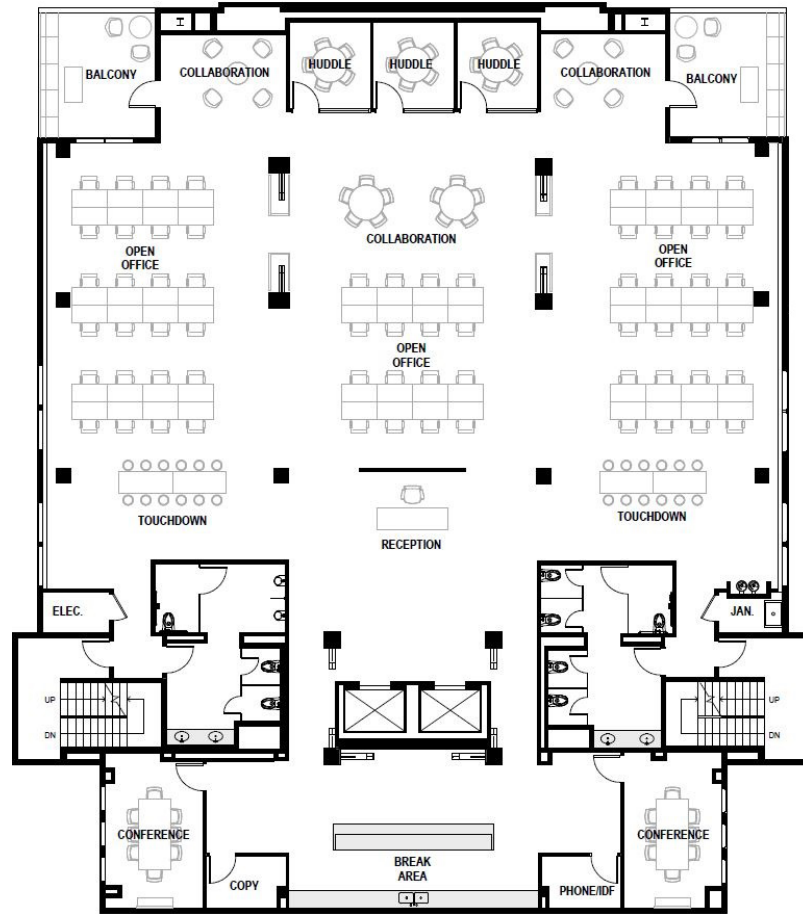 BALCONY
COLLABORATION
HUDDLE
HUDDLE
HUDDLE
COLLABORATION
BALCONY
COLLABORATION
OPEN
OFFICE
OPEN
OFFICE
OPEN
OFFICE
TOUCHDOWN
TOUCHDOWN
RECEPTION
ELEC.
JAN.
UP
DN
UP
DN
CONFERENCE
CONFERENCE
BREAK
AREA
COPY
PHONE/IDF